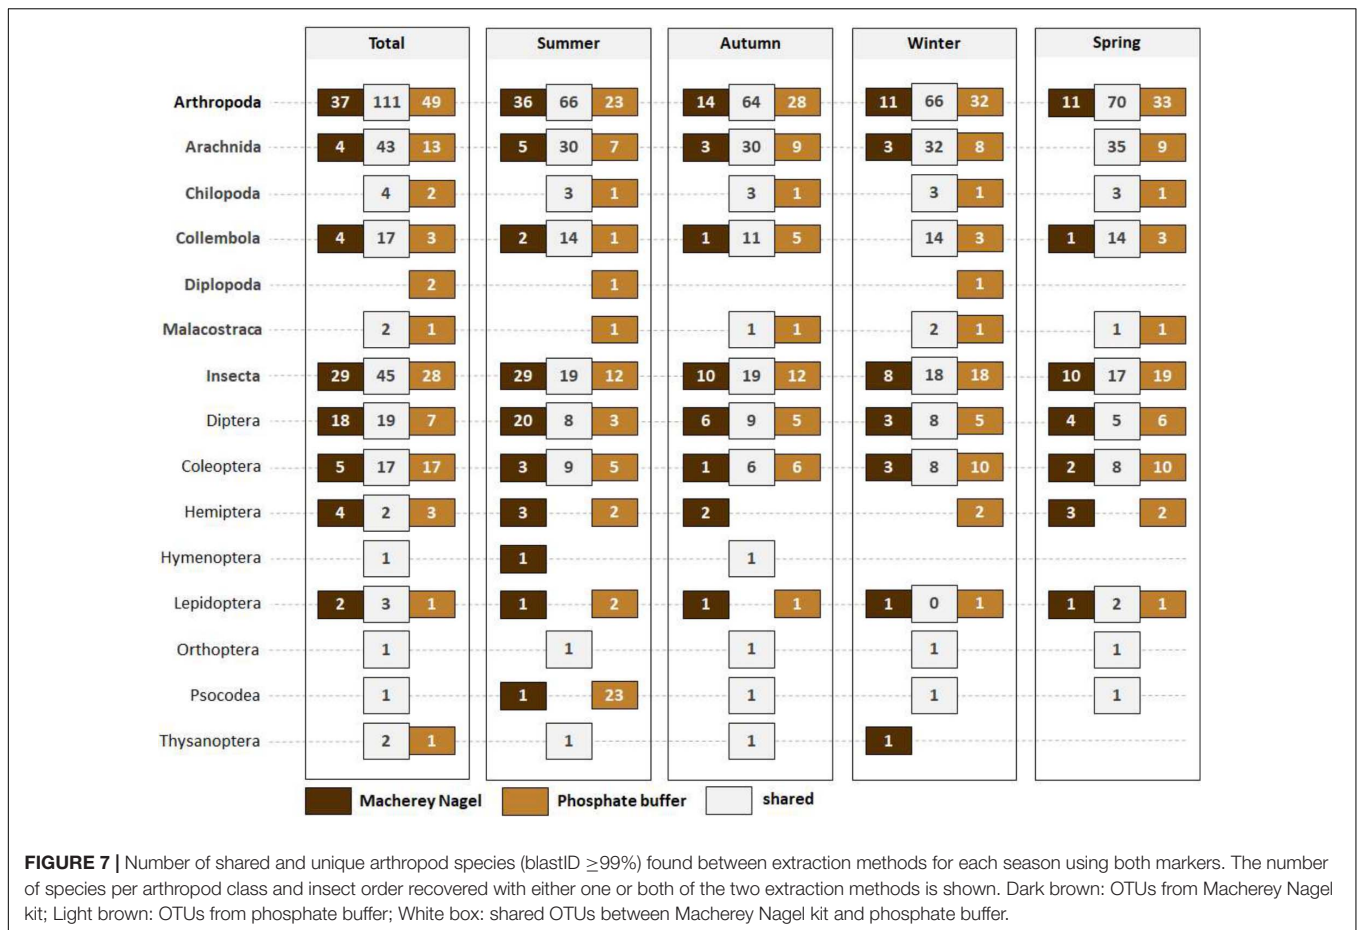 Total Summer Autumn Winter Spring
Arthropoda 37 111 49 36 66 23 14 64 28 11 66 32 11 70 33
Arachnida 4 43 13 5 30 7 3 30 9 3 32 8 35 9
Chilopoda 4 2 3 1 3 1 3 1 3 1
Collembola 4 17 3 2 14 1 1 11 5 14 3 1 14 3
Diplopoda 2 1 1
Malacostraca 2 1 1 1 1 2 1 1 1
Insecta 29 45 28 29 19 12 10 19 12 8 18 18 10 17 19
Diptera 18 19 7 20 8 3 6 9 5 3 8 5 4 5 6
Coleoptera 5 17 17 3 9 5 1 6 6 3 8 10 2 8 10
Hemiptera 4 2 3 3 2 2 2 3 2
Hymenoptera 1 1 1
Lepidoptera 2 3 1 1 2 1 1 1 0 1 1 2 1
Orthoptera 1 1 1 1 1
Psocodea 1 1 23 1 1 1
Thysanoptera 2 1 1 1 1
Macherey Nagel Phosphate buffer shared
FIGURE 7 | Number of shared and unique arthropod species (blastID ≥99%) found between extraction methods for each season using both markers. The number
of species per arthropod class and insect order recovered with either one or both of the two extraction methods is shown. Dark brown: OTUs from Macherey Nagel
kit; Light brown: OTUs from phosphate buffer; White box: shared OTUs between Macherey Nagel kit and phosphate buffer.